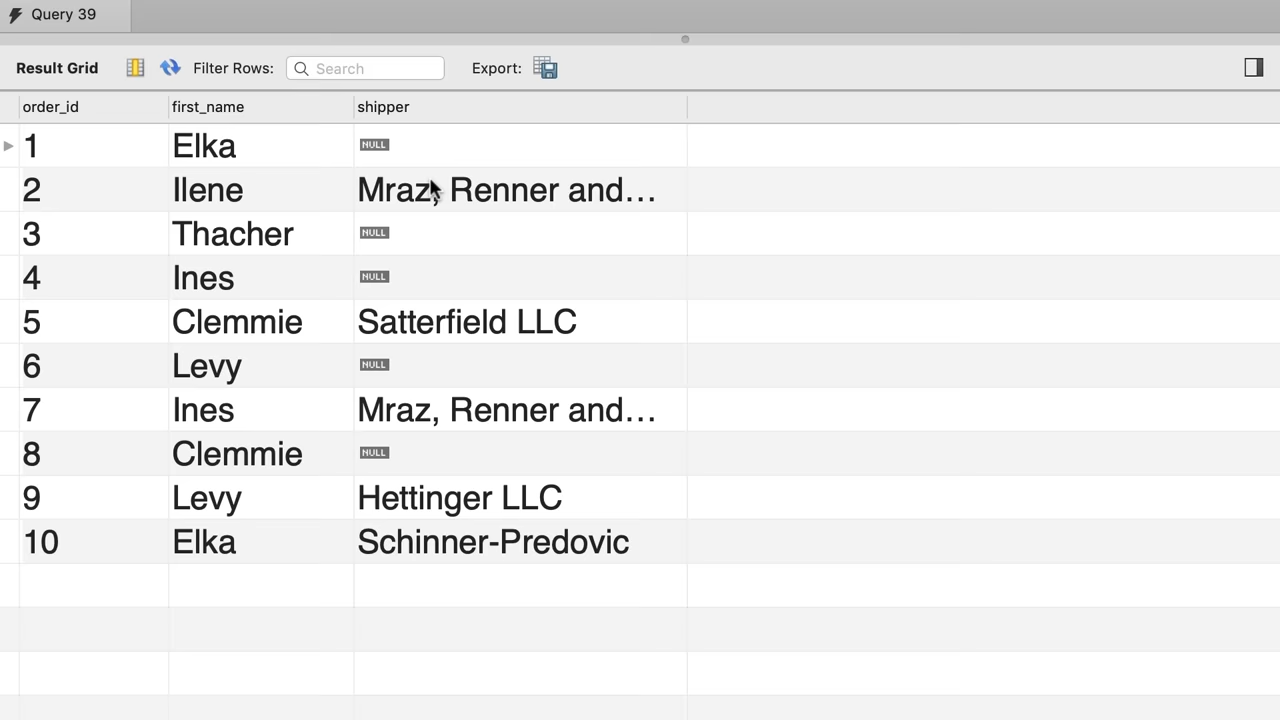 Query 39
Result Grid Filter Rows: Search Export:
order_id first_name shipper
1 Elka NULL
2 Ilene Mraz, Renner and...
3 Thacher NULL
4 Ines NULL
5 Clemmie Satterfield LLC
6 Levy NULL
7 Ines Mraz, Renner and...
8 Clemmie NULL
9 Levy Hettinger LLC
10 Elka Schinner-Predovic